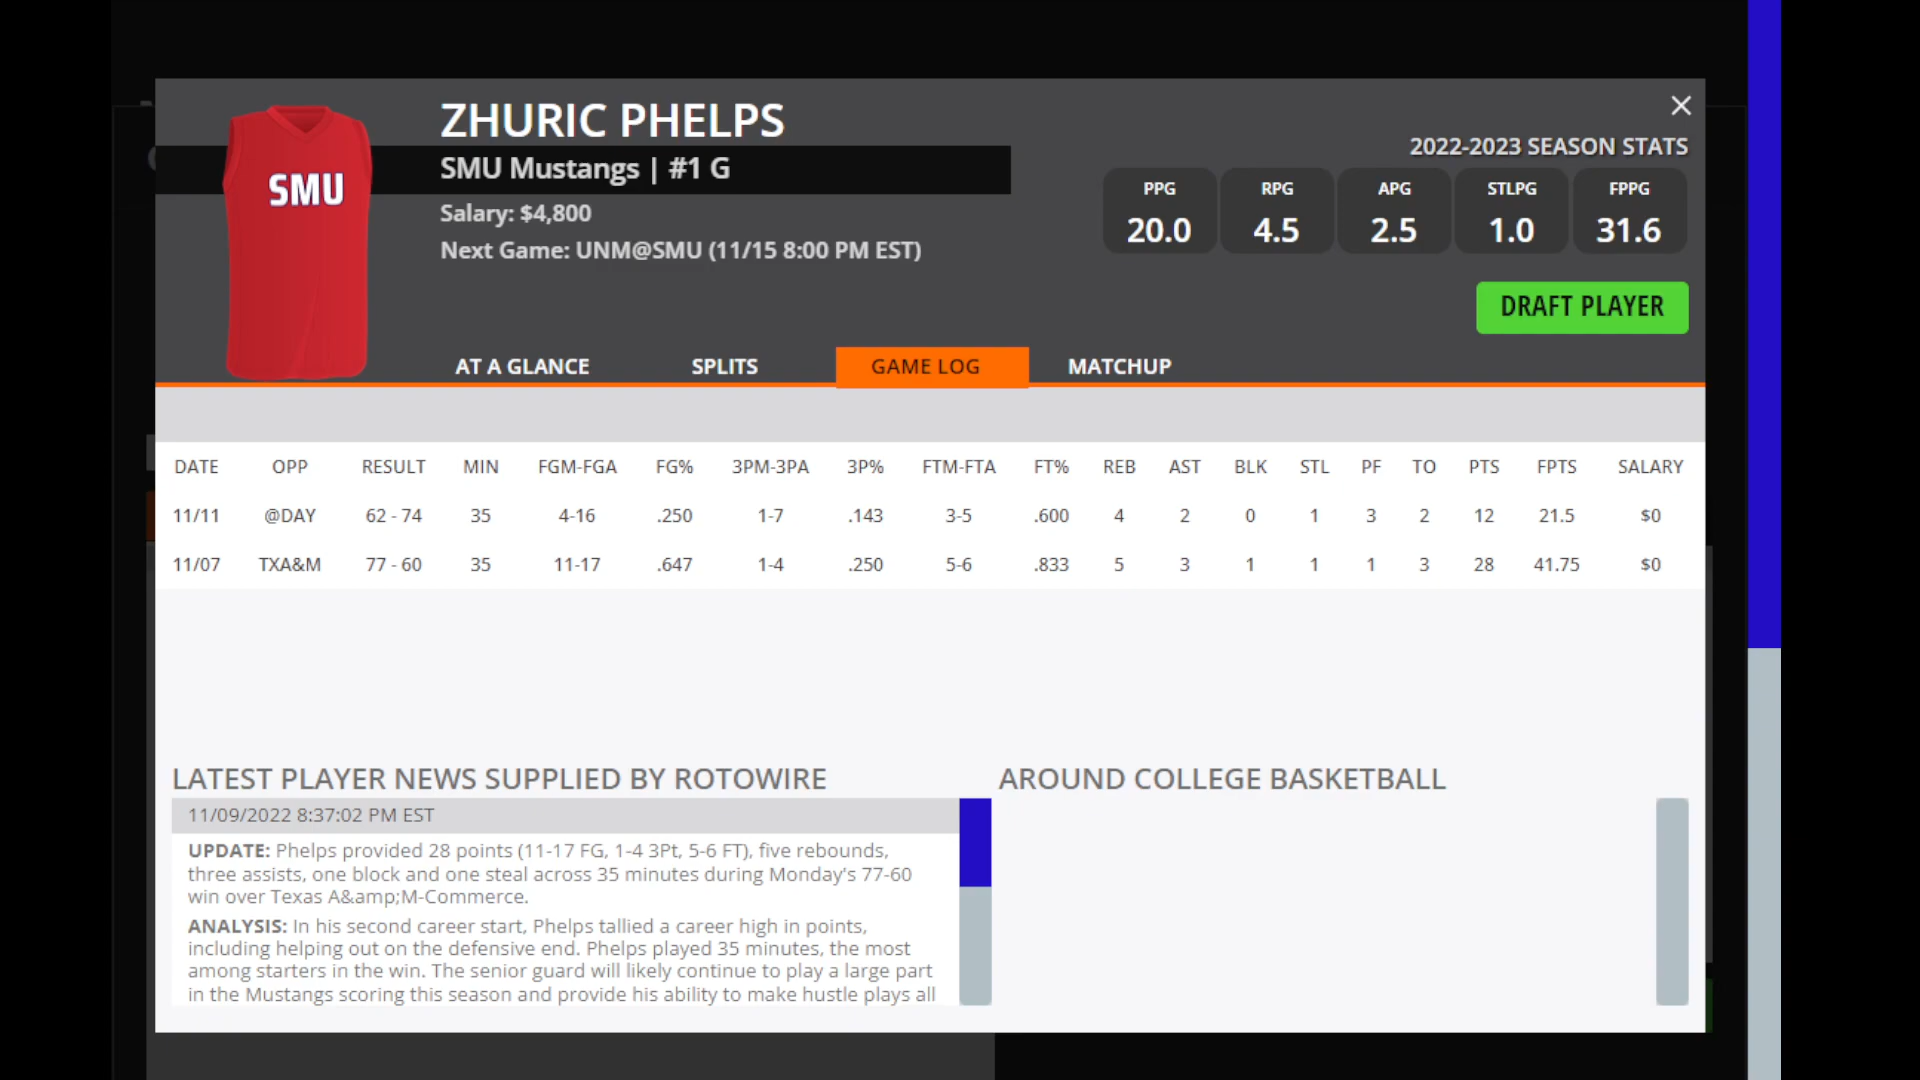 ZHURIC PHELPS
SMU Mustangs | #1 G
Salary: $4,800
Next Game: UNM@SMU (11/15 8:00 PM EST)
SMU
2022-2023 SEASON STATS
PPG RPG APG STLPG FPPG
20.0 4.5 2.5 1.0 31.6
DRAFT PLAYER
AT A GLANCE SPLITS GAME LOG MATCHUP
DATE OPP RESULT MIN FGM-FGA FG% 3PM-3PA 3P% FTM-FTA FT% REB AST BLK STL PF TO PTS FPTS SALARY
11/11 @DAY 62 - 74 35 4-16 .250 1-7 .143 3-5 .600 4 2 0 1 3 2 12 21.5 $0
11/07 TXA&M 77 - 60 35 11-17 .647 1-4 .250 5-6 .833 5 3 1 1 1 3 28 41.75 $0
LATEST PLAYER NEWS SUPPLIED BY ROTOWIRE
11/09/2022 8:37:02 PM EST
UPDATE: Phelps provided 28 points (11-17 FG, 1-4 3Pt, 5-6 FT), five rebounds,
three assists, one block and one steal across 35 minutes during Monday's 77-60
win over Texas A&amp;M-Commerce.
ANALYSIS: In his second career start, Phelps tallied a career high in points,
including helping out on the defensive end. Phelps played 35 minutes, the most
among starters in the win. The senior guard will likely continue to play a large part
in the Mustangs scoring this season and provide his ability to make hustle plays all
AROUND COLLEGE BASKETBALL